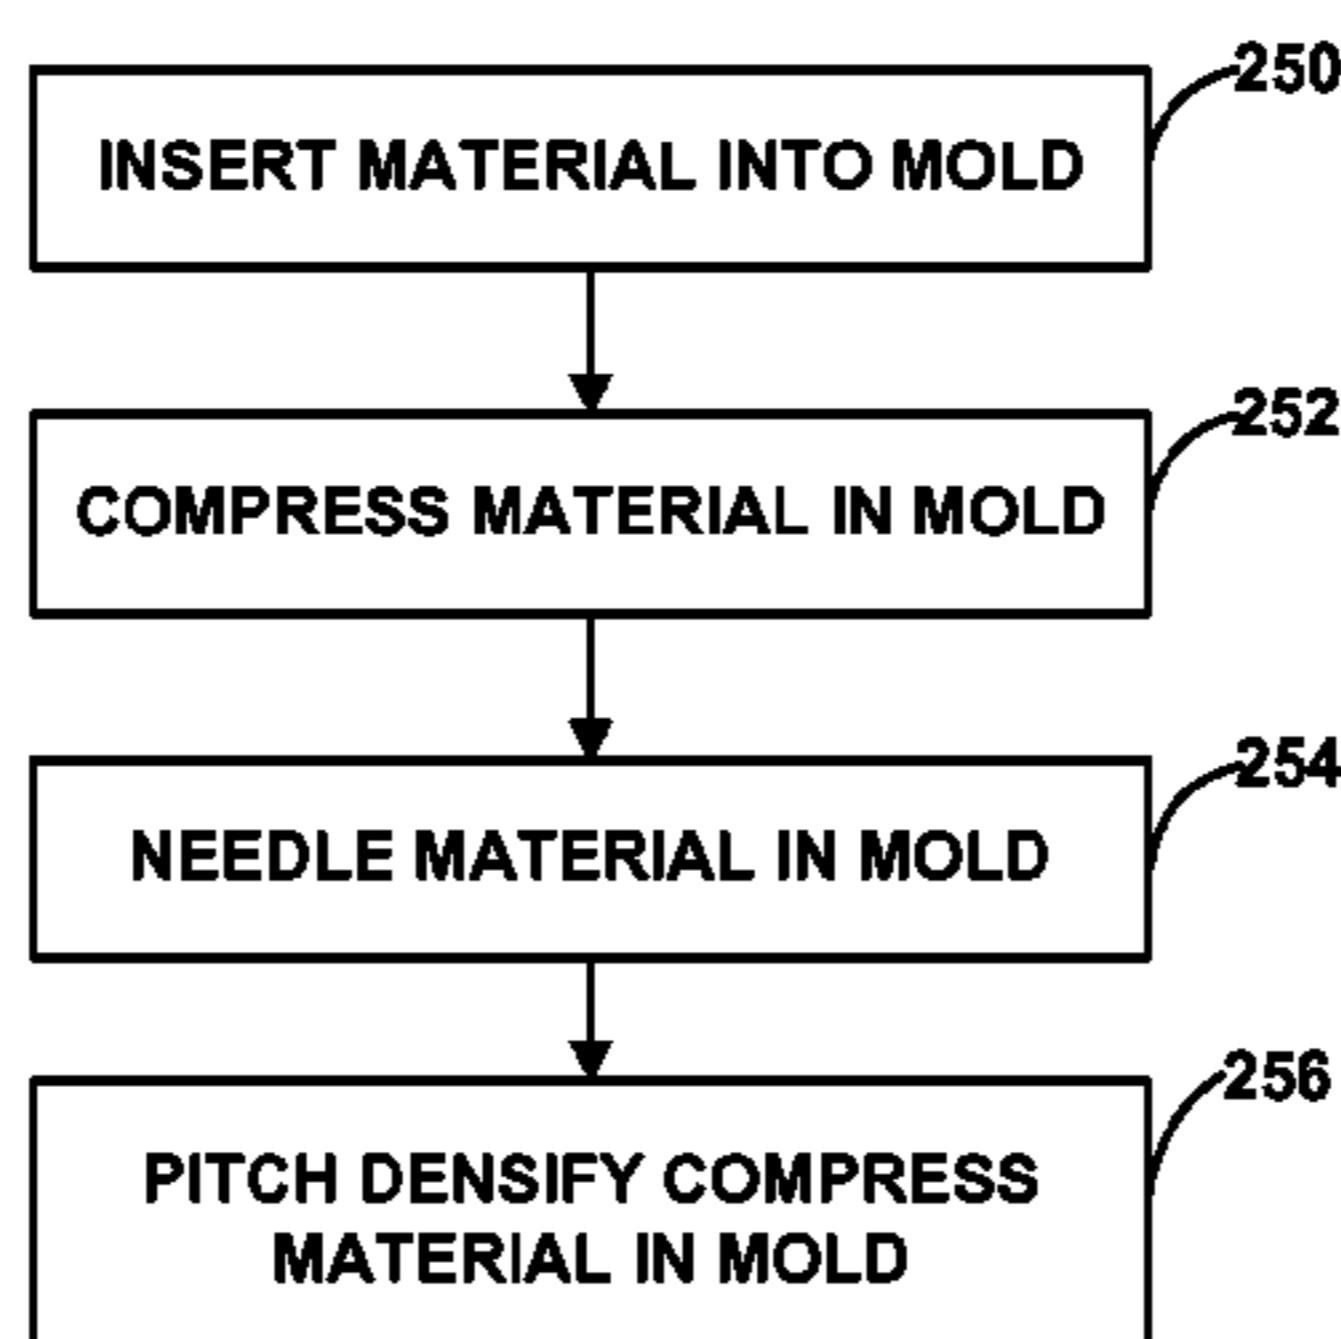 250
INSERT MATERIAL INTO MOLD
252
COMPRESS MATERIAL IN MOLD
254
NEEDLE MATERIAL IN MOLD
256
PITCH DENSIFY COMPRESS
MATERIAL IN MOLD